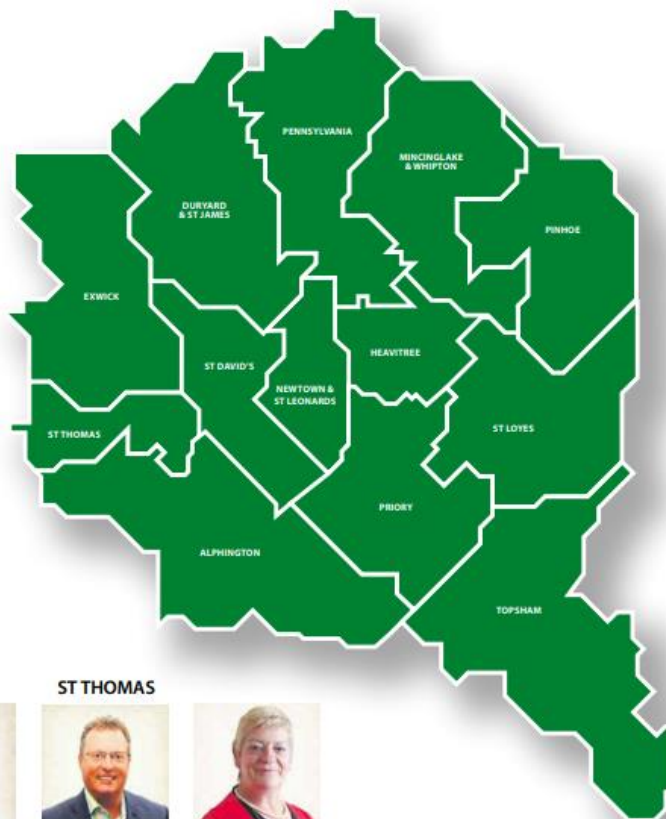 PENNSYLVANIA
MINCINGLAKE
& WHIPTON
DURYARD
& ST JAMES
PINHOE
EXWICK
ST DAVID'S
HEAVITREE
NEWTOWN &
ST LEONARDS
ST THOMAS
ST LOYES
PRIORY
ALPHINGTON
TOPSHAM
ST THOMAS